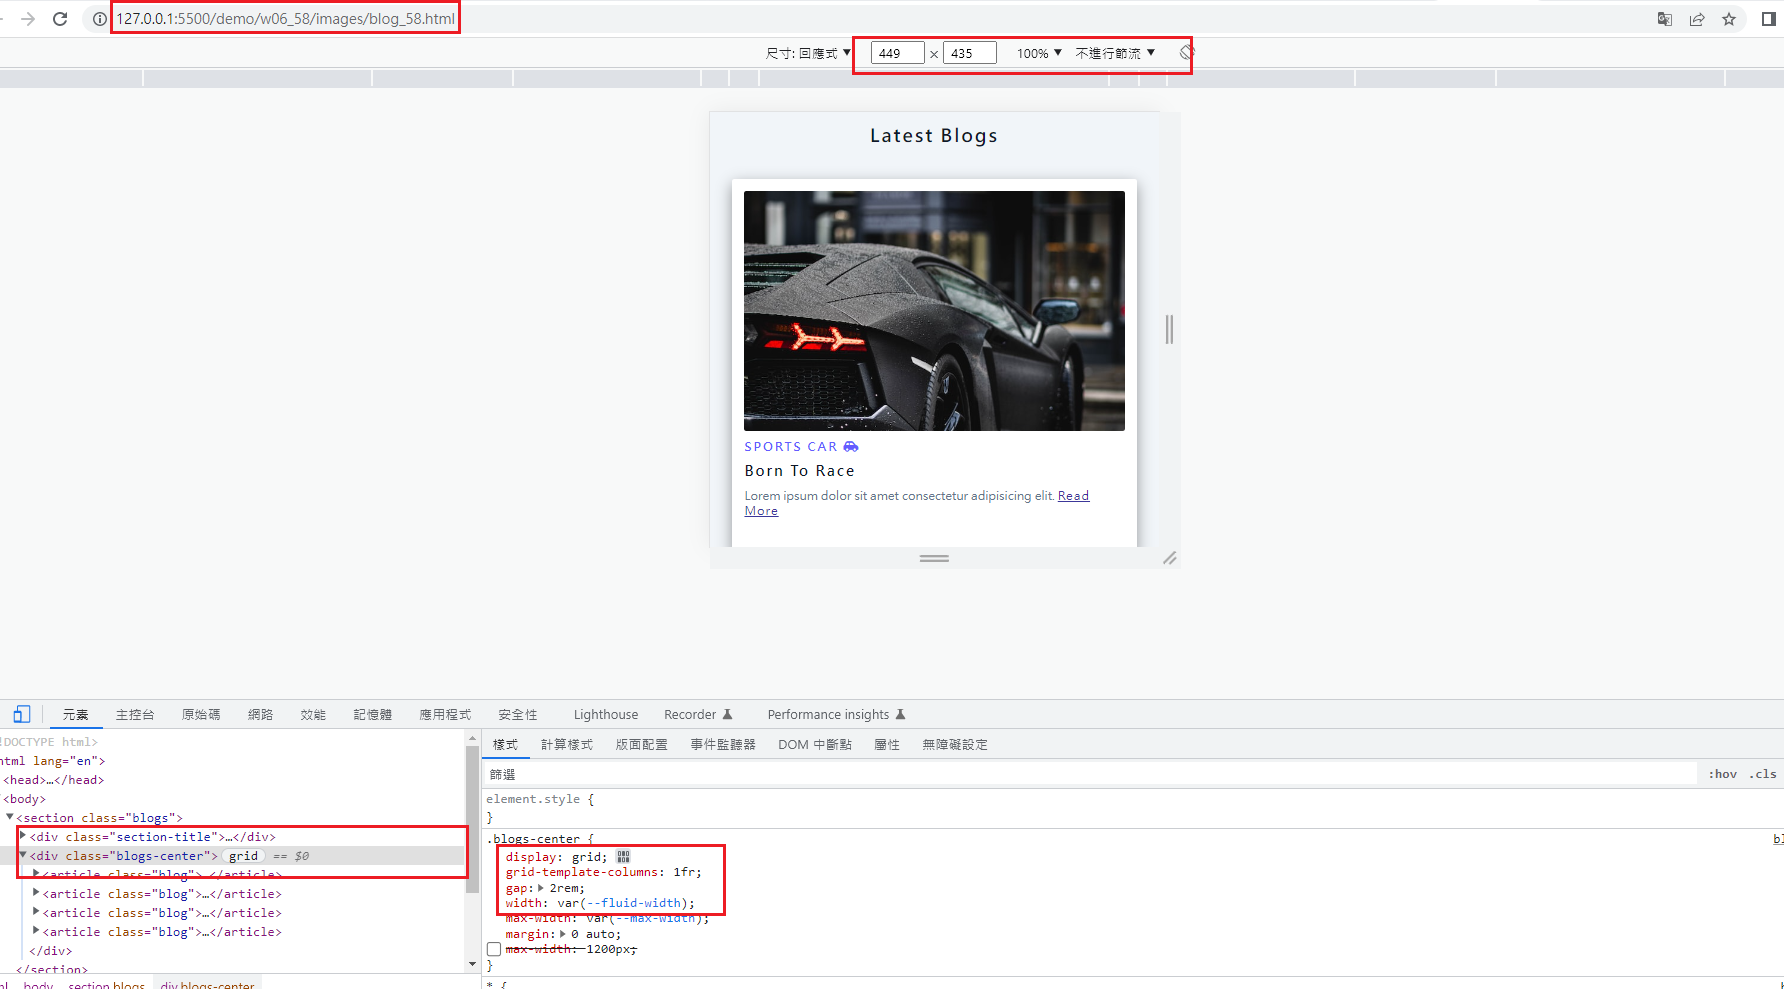 127.0.0.1:5500/demo/w06_58/images/blog_58.html
尺寸: 回應式 ▼ 449 × 435 100% ▼ 不進行節流 ▼
Latest Blogs
SPORTS CAR
Born To Race
Lorem ipsum dolor sit amet consectetur adipisicing elit. Read
More
元素 主控台 原始碼 網路 效能 記憶體 應用程式 安全性 Lighthouse Recorder Performance insights
!DOCTYPE html>
html lang="en">
<head>…</head>
<body>
<section class="blogs">
<div class="section-title">…</div>
<div class="blogs-center"> grid == $0
<article class="blog">…</article>
<article class="blog">…</article>
<article class="blog">…</article>
<article class="blog">…</article>
</div>
</section>
ml body section.blogs div.blogs-center
樣式 計算樣式 版面配置 事件監聽器 DOM 中斷點 屬性 無障礙設定
篩選 :hov .cls
element.style {
}
.blogs-center { bl
display: grid;
grid-template-columns: 1fr;
gap: 2rem;
width: var(--fluid-width);
max-width: var(--max-width);
margin: 0 auto;
max-width: 1200px;
}
* {